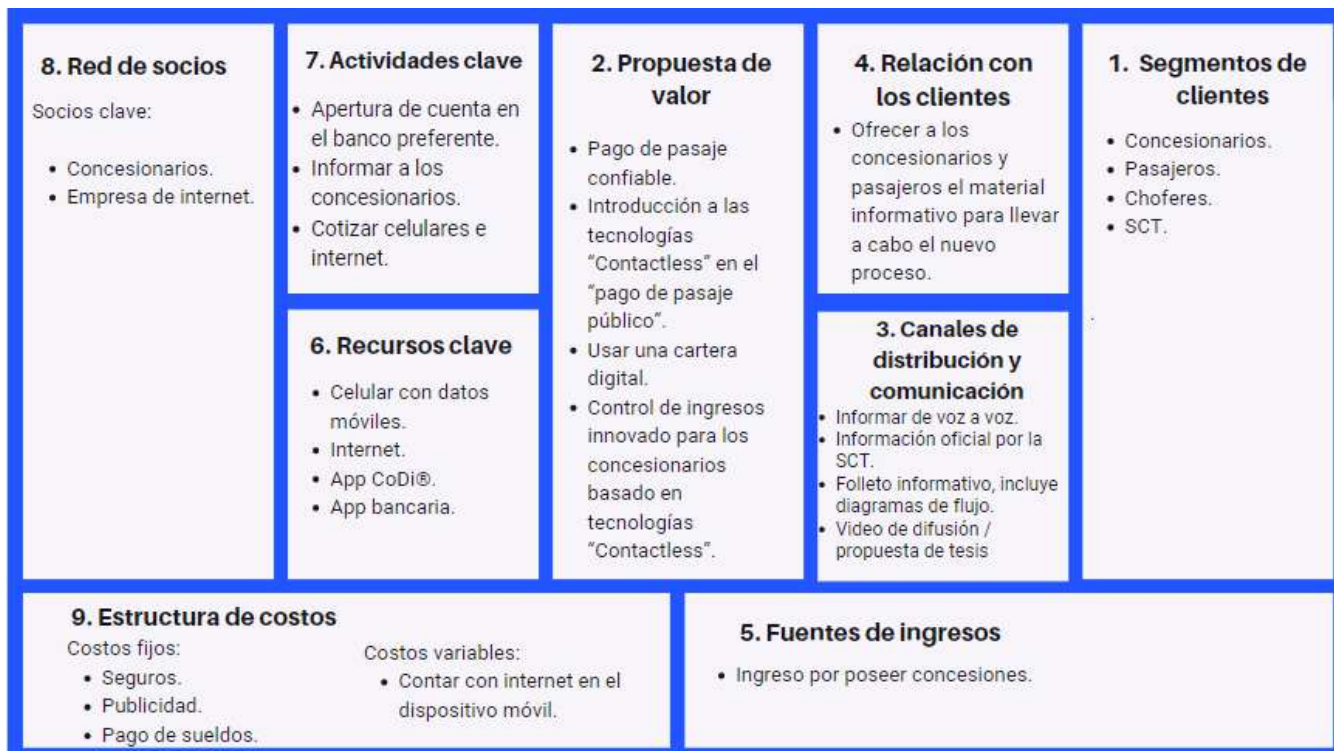 8. Red de socios
Socios clave:
• Concesionarios.
• Empresa de internet.
7. Actividades clave
• Apertura de cuenta en
el banco preferente.
• Informar a los
concesionarios.
• Cotizar celulares e
internet.
6. Recursos clave
• Celular con datos
móviles.
• Internet.
• App CoDi®.
• App bancaria.
2. Propuesta de
valor
• Pago de pasaje
confiable.
• Introducción a las
tecnologías
“Contactless” en el
“pago de pasaje
público”.
• Usar una cartera
digital.
• Control de ingresos
innovado para los
concesionarios
basado en
tecnologías
“Contactless”.
4. Relación con
los clientes
• Ofrecer a los
concesionarios y
pasajeros el material
informativo para llevar
a cabo el nuevo
proceso.
3. Canales de
distribución y
comunicación
• Informar de voz a voz.
• Información oficial por la
SCT.
• Folleto informativo, incluye
diagramas de flujo.
• Video de difusión /
propuesta de tesis
1. Segmentos de
clientes
• Concesionarios.
• Pasajeros.
• Choferes.
• SCT.
.
9. Estructura de costos
Costos fijos:
• Seguros.
• Publicidad.
• Pago de sueldos.
Costos variables:
• Contar con internet en el
dispositivo móvil.
5. Fuentes de ingresos
• Ingreso por poseer concesiones.